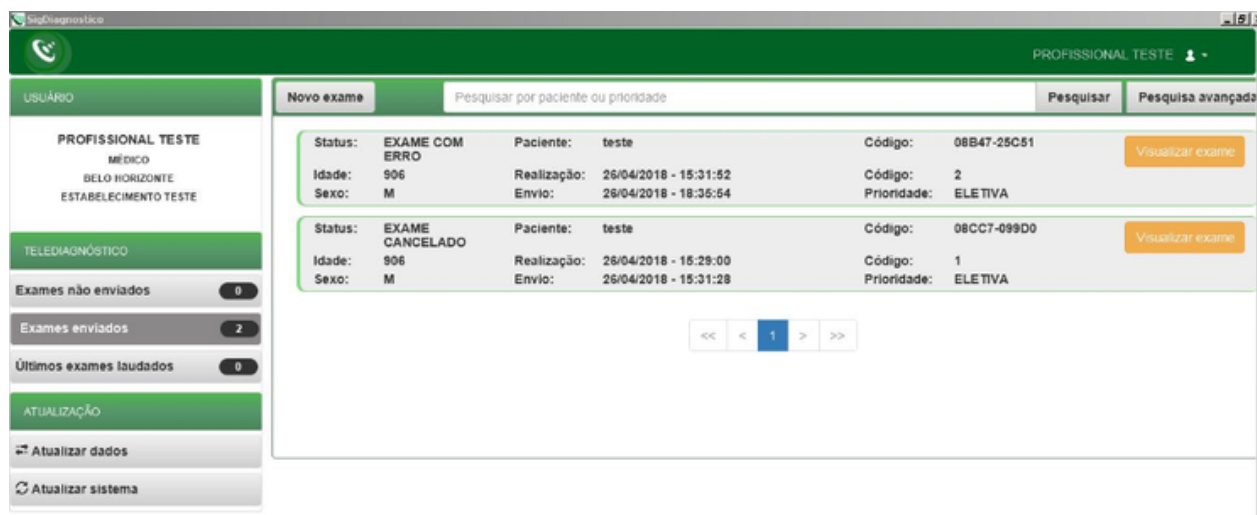 SigDiagnostico
PROFISSIONAL TESTE
USUÁRIO
PROFISSIONAL TESTE
MÉDICO
BELO HORIZONTE
ESTABELECIMENTO TESTE
TELEDIAGNÓSTICO
Exames não enviados 0
Exames enviados 2
Últimos exames laudados 0
ATUALIZAÇÃO
Atualizar dados
Atualizar sistema
Novo exame Pesquisar por paciente ou prioridade Pesquisar Pesquisa avançada
Status: EXAME COM ERRO Paciente: teste Código: 08B47-25C51 Visualizar exame
Idade: 906 Realização: 26/04/2018 - 15:31:52 Código: 2
Sexo: M Envio: 26/04/2018 - 18:35:54 Prioridade: ELETIVA
Status: EXAME CANCELADO Paciente: teste Código: 08CC7-099D0 Visualizar exame
Idade: 906 Realização: 26/04/2018 - 15:29:00 Código: 1
Sexo: M Envio: 26/04/2018 - 15:31:28 Prioridade: ELETIVA
<< < 1 > >>